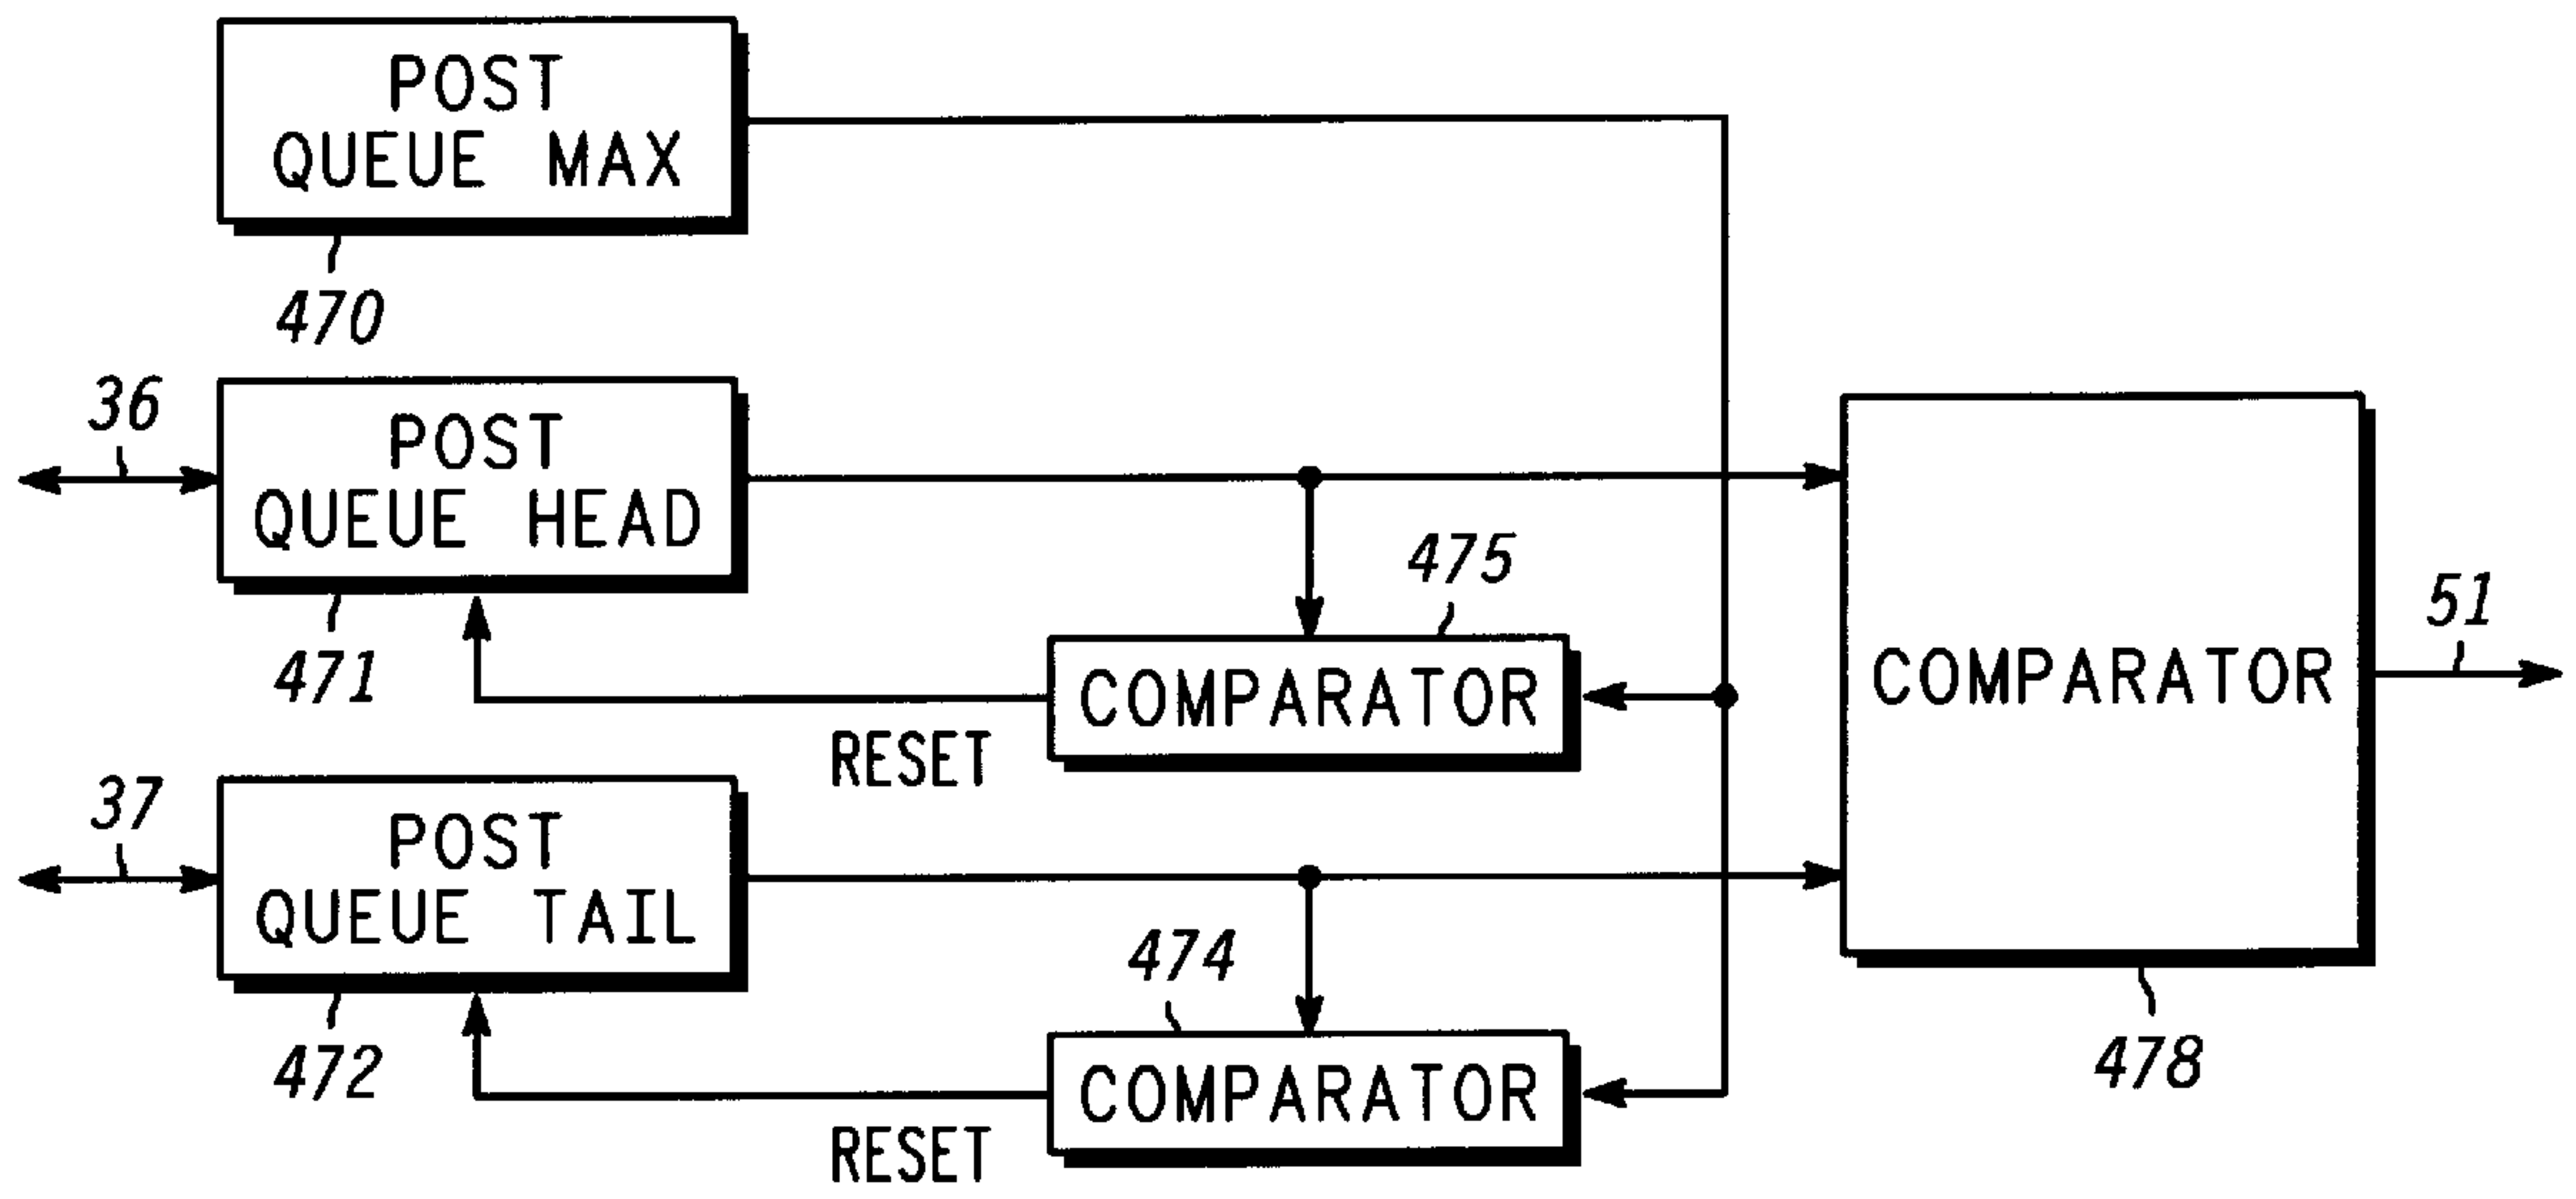 POST
QUEUE MAX
470
36
POST
QUEUE HEAD
471
475
COMPARATOR
RESET
COMPARATOR
51
478
37
POST
QUEUE TAIL
472
474
COMPARATOR
RESET